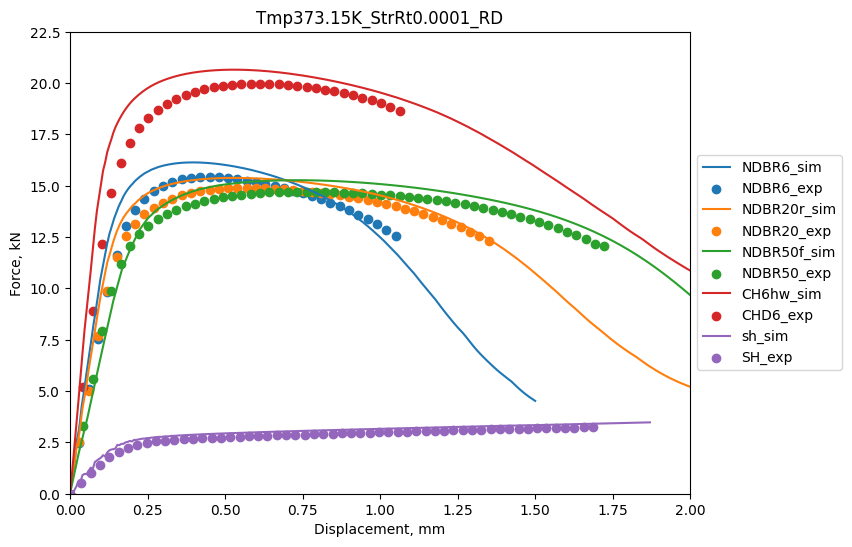 Tmp373.15K_StrRt0.0001_RD
Force, kN
22.5
20.0
17.5
15.0
12.5
10.0
7.5
5.0
2.5
0.0
0.00 0.25 0.50 0.75 1.00 1.25 1.50 1.75 2.00
Displacement, mm
NDBR6_sim
NDBR6_exp
NDBR20r_sim
NDBR20_exp
NDBR50f_sim
NDBR50_exp
CH6hw_sim
CHD6_exp
sh_sim
SH_exp